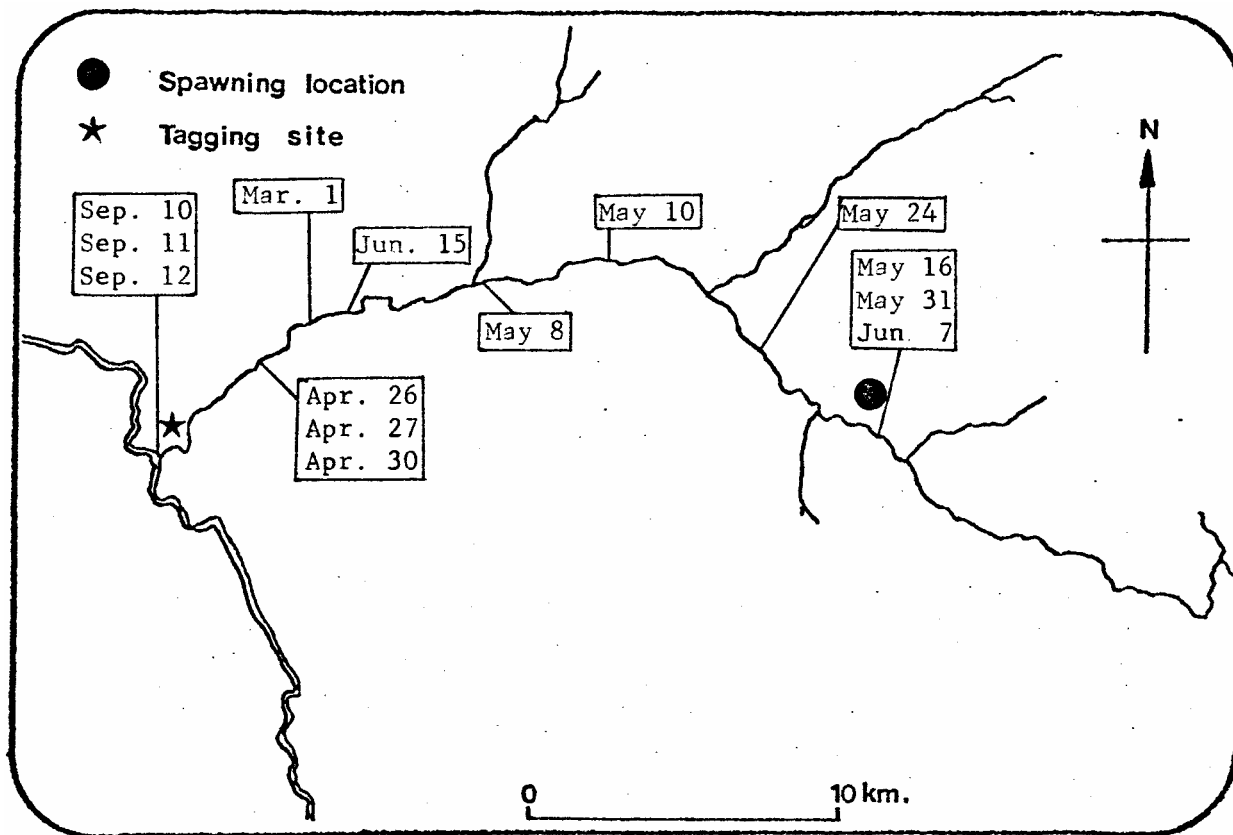 Spawning location
Tagging site
N
Mar. 1
May 10
Sep. 10
Sep. 11
Sep. 12
May 24
Jun. 15
May 16
May 31
Jun. 7
May 8
Apr. 26
Apr. 27
Apr. 30
0 10 km.